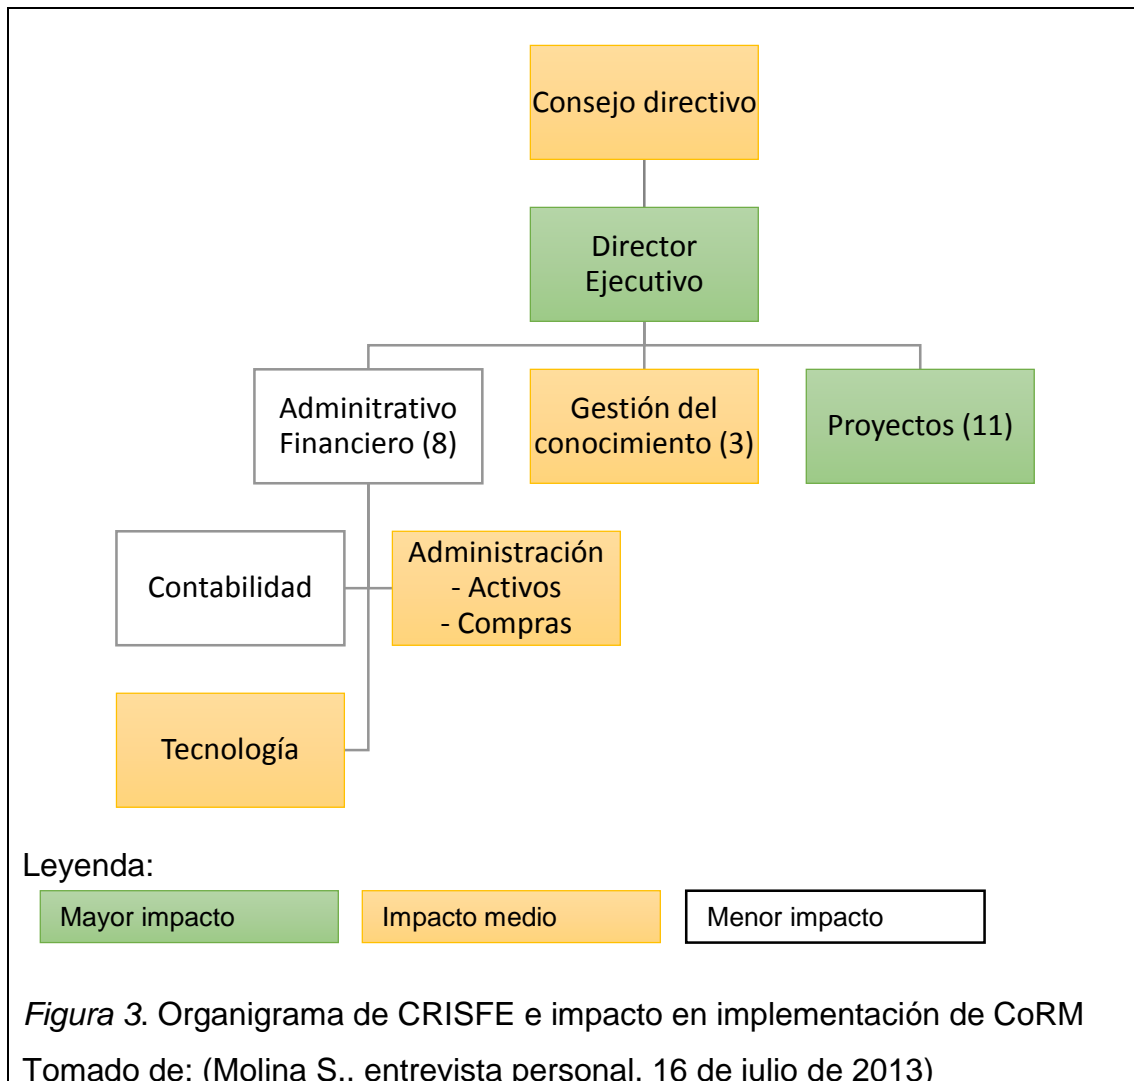 Consejo directivo
Director
Ejecutivo
Adminitrativo
Financiero (8)
Gestión del
conocimiento (3)
Proyectos (11)
Contabilidad
Administración
- Activos
- Compras
Tecnología
Leyenda:
Mayor impacto
Impacto medio
Menor impacto
Figura 3. Organigrama de CRISFE e impacto en implementación de CoRM
Tomado de: (Molina S., entrevista personal, 16 de julio de 2013)